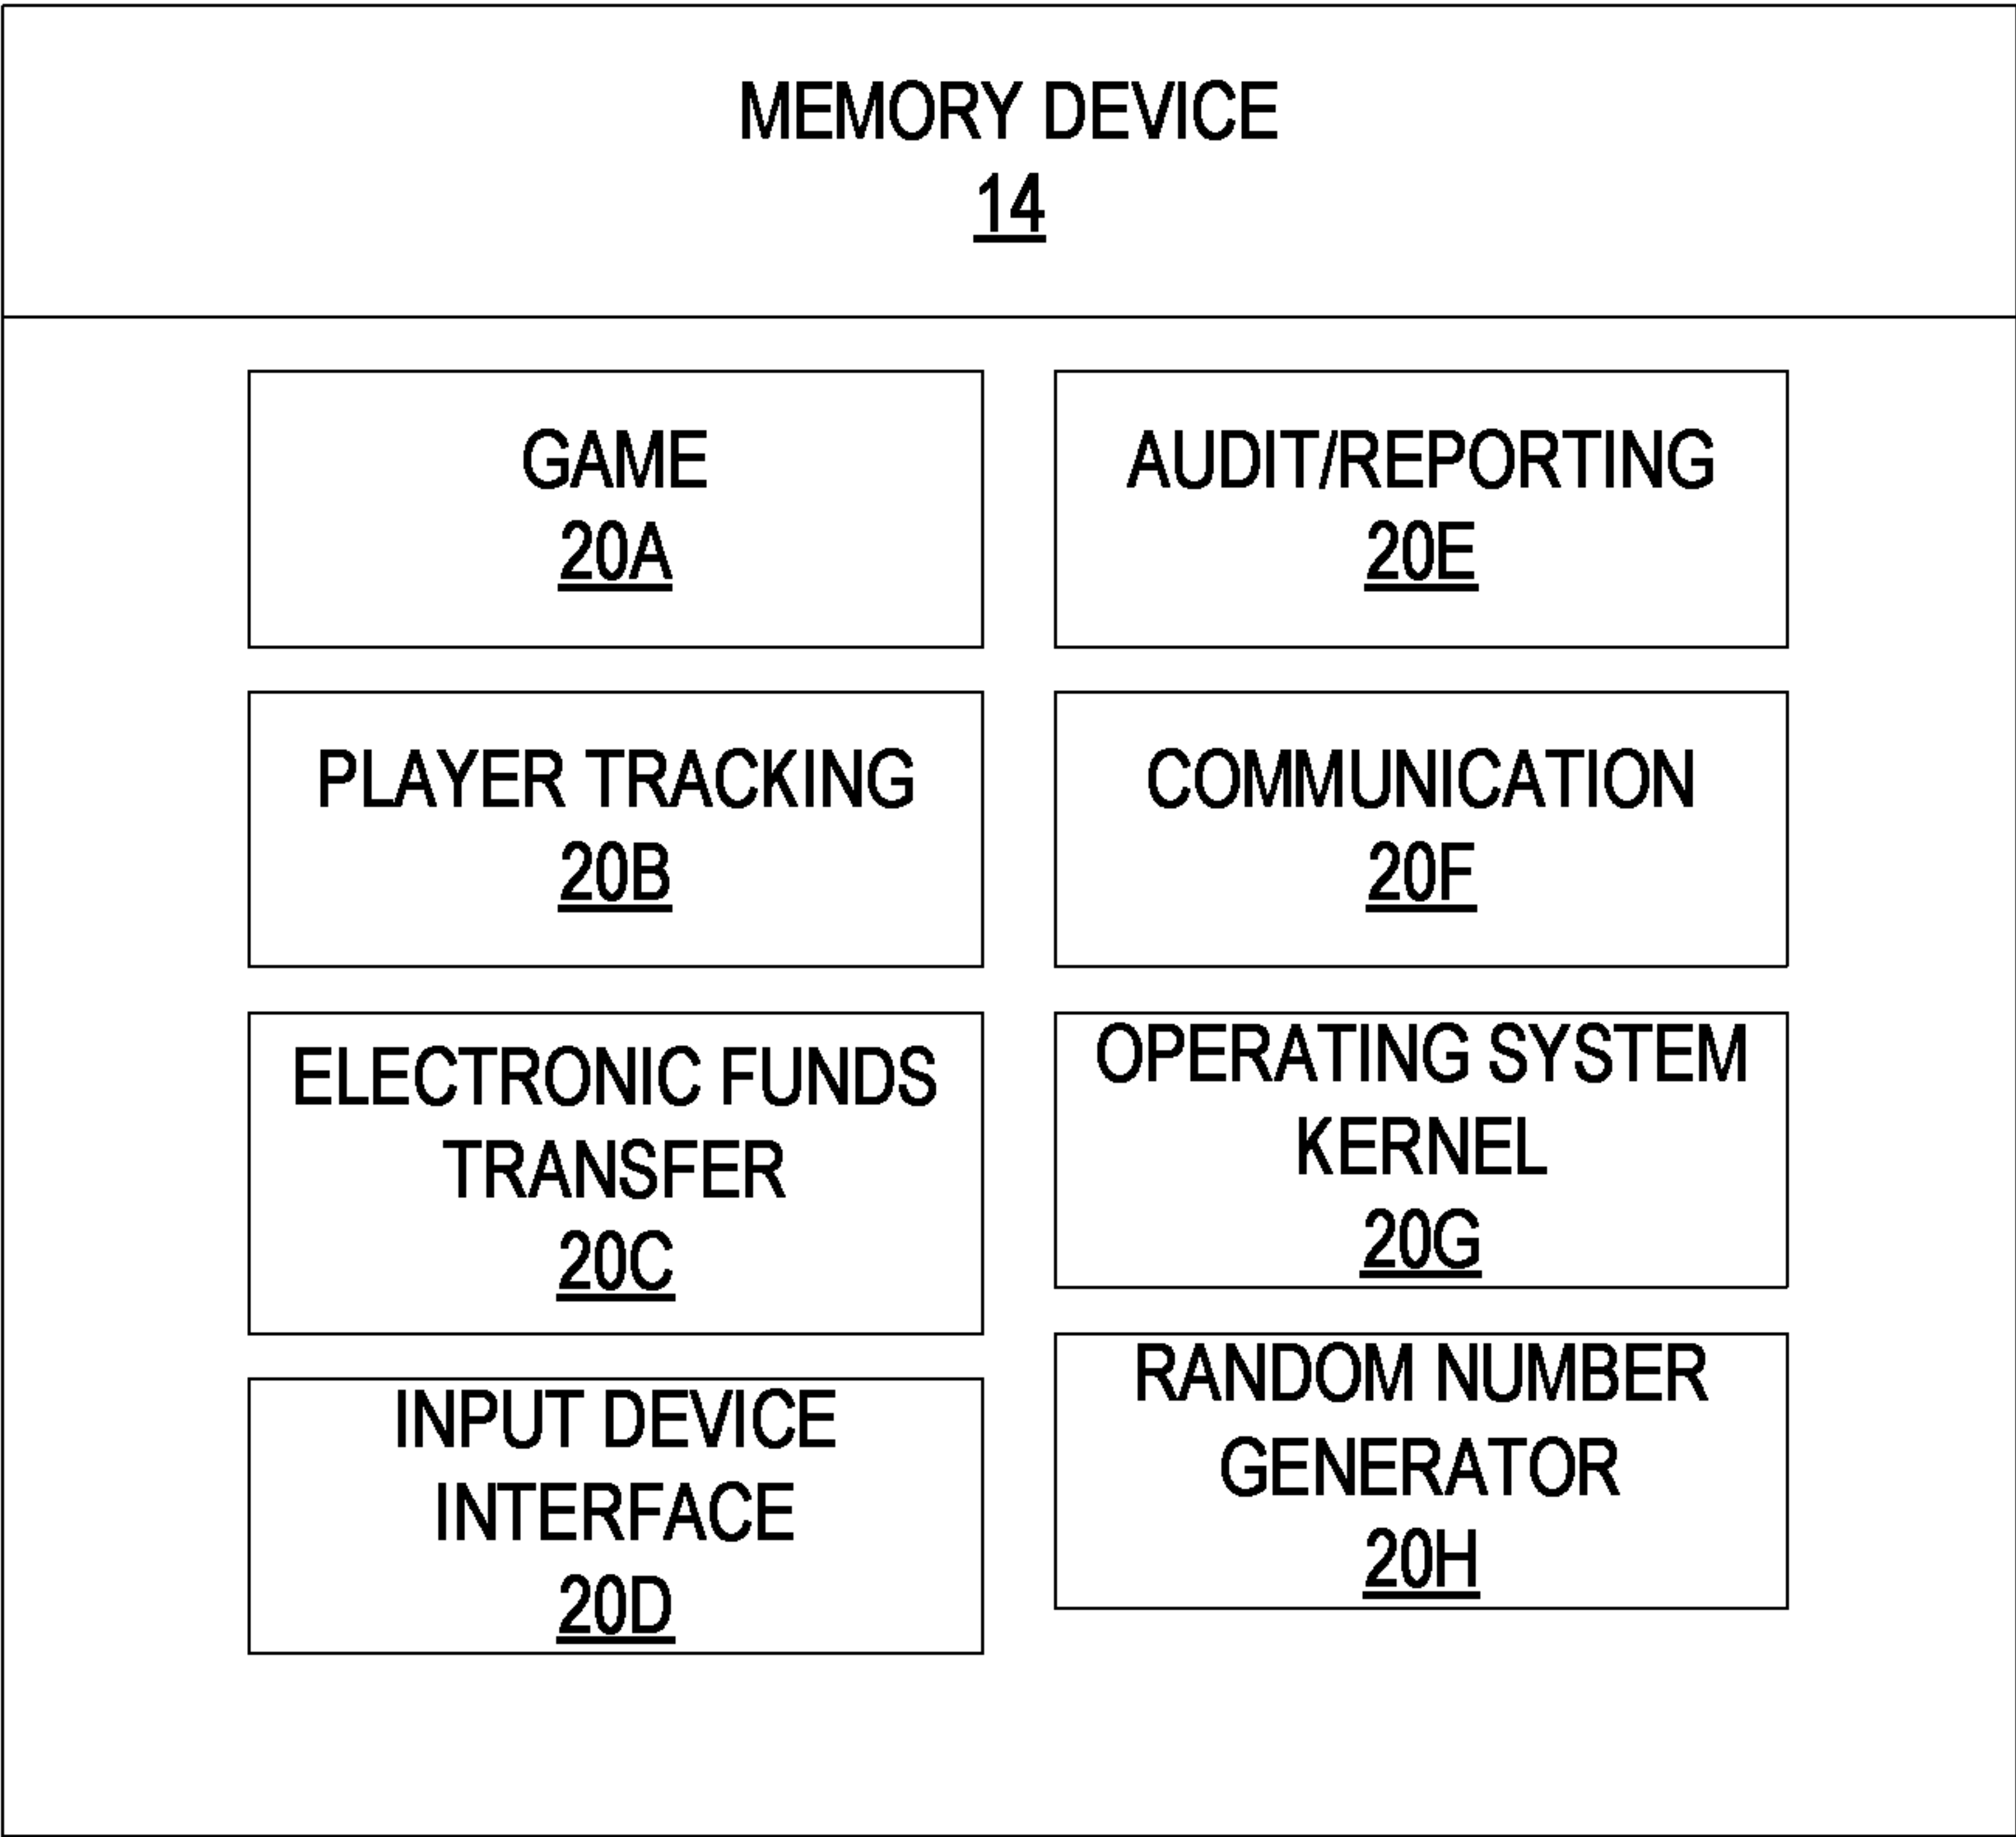 MEMORY DEVICE
14
GAME
20A
PLAYER TRACKING
20B
ELECTRONIC FUNDS
TRANSFER
20C
INPUT DEVICE
INTERFACE
20D
AUDIT/REPORTING
20E
COMMUNICATION
20F
OPERATING SYSTEM
KERNEL
20G
RANDOM NUMBER
GENERATOR
20H